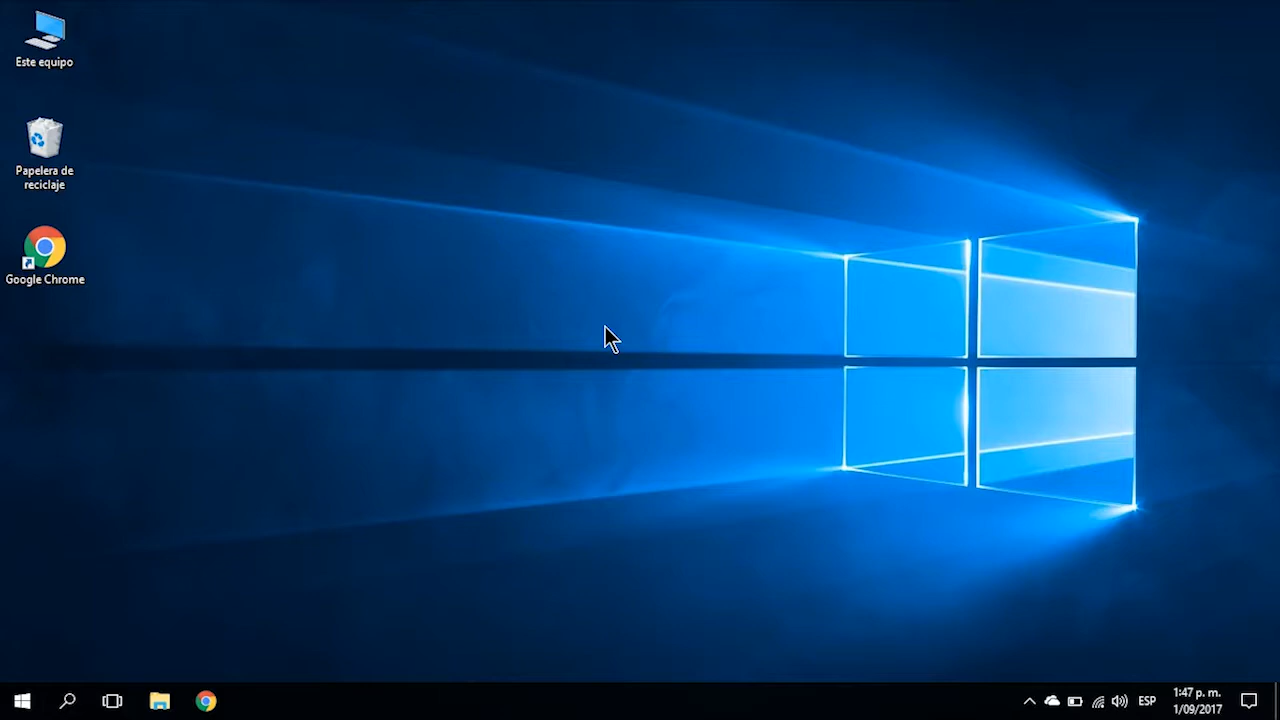 Este equipo
Papelera de
reciclaje
Google Chrome
ESP
1:47 p. m.
1/09/2017